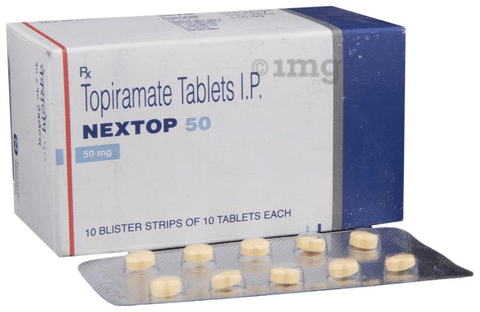 Rx
Topiramate Tablets I.P.
NEXTOP 50
50 mg
10 BLISTER STRIPS OF 10 TABLETS EACH
©1mg